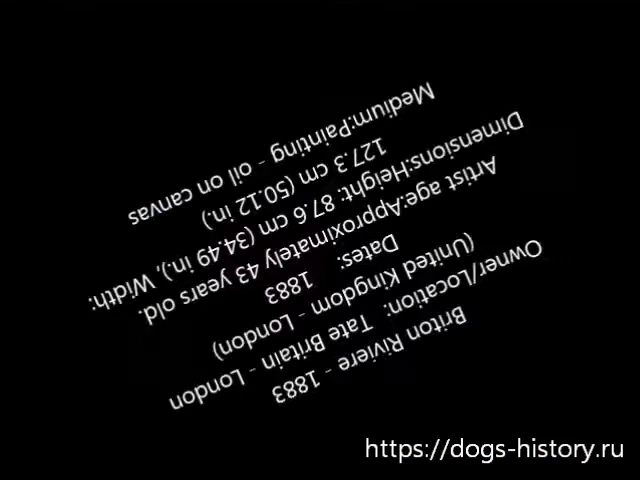 Briton Riviere - 1883
Owner/Location: Tate Britain - London
(United Kingdom - London)
Dates: 1883
Artist age:Approximately 43 years old.
Dimensions:Height: 87.6 cm (34.49 in.), Width:
127.3 cm (50.12 in.)
Medium:Painting - oil on canvas
https://dogs-history.ru